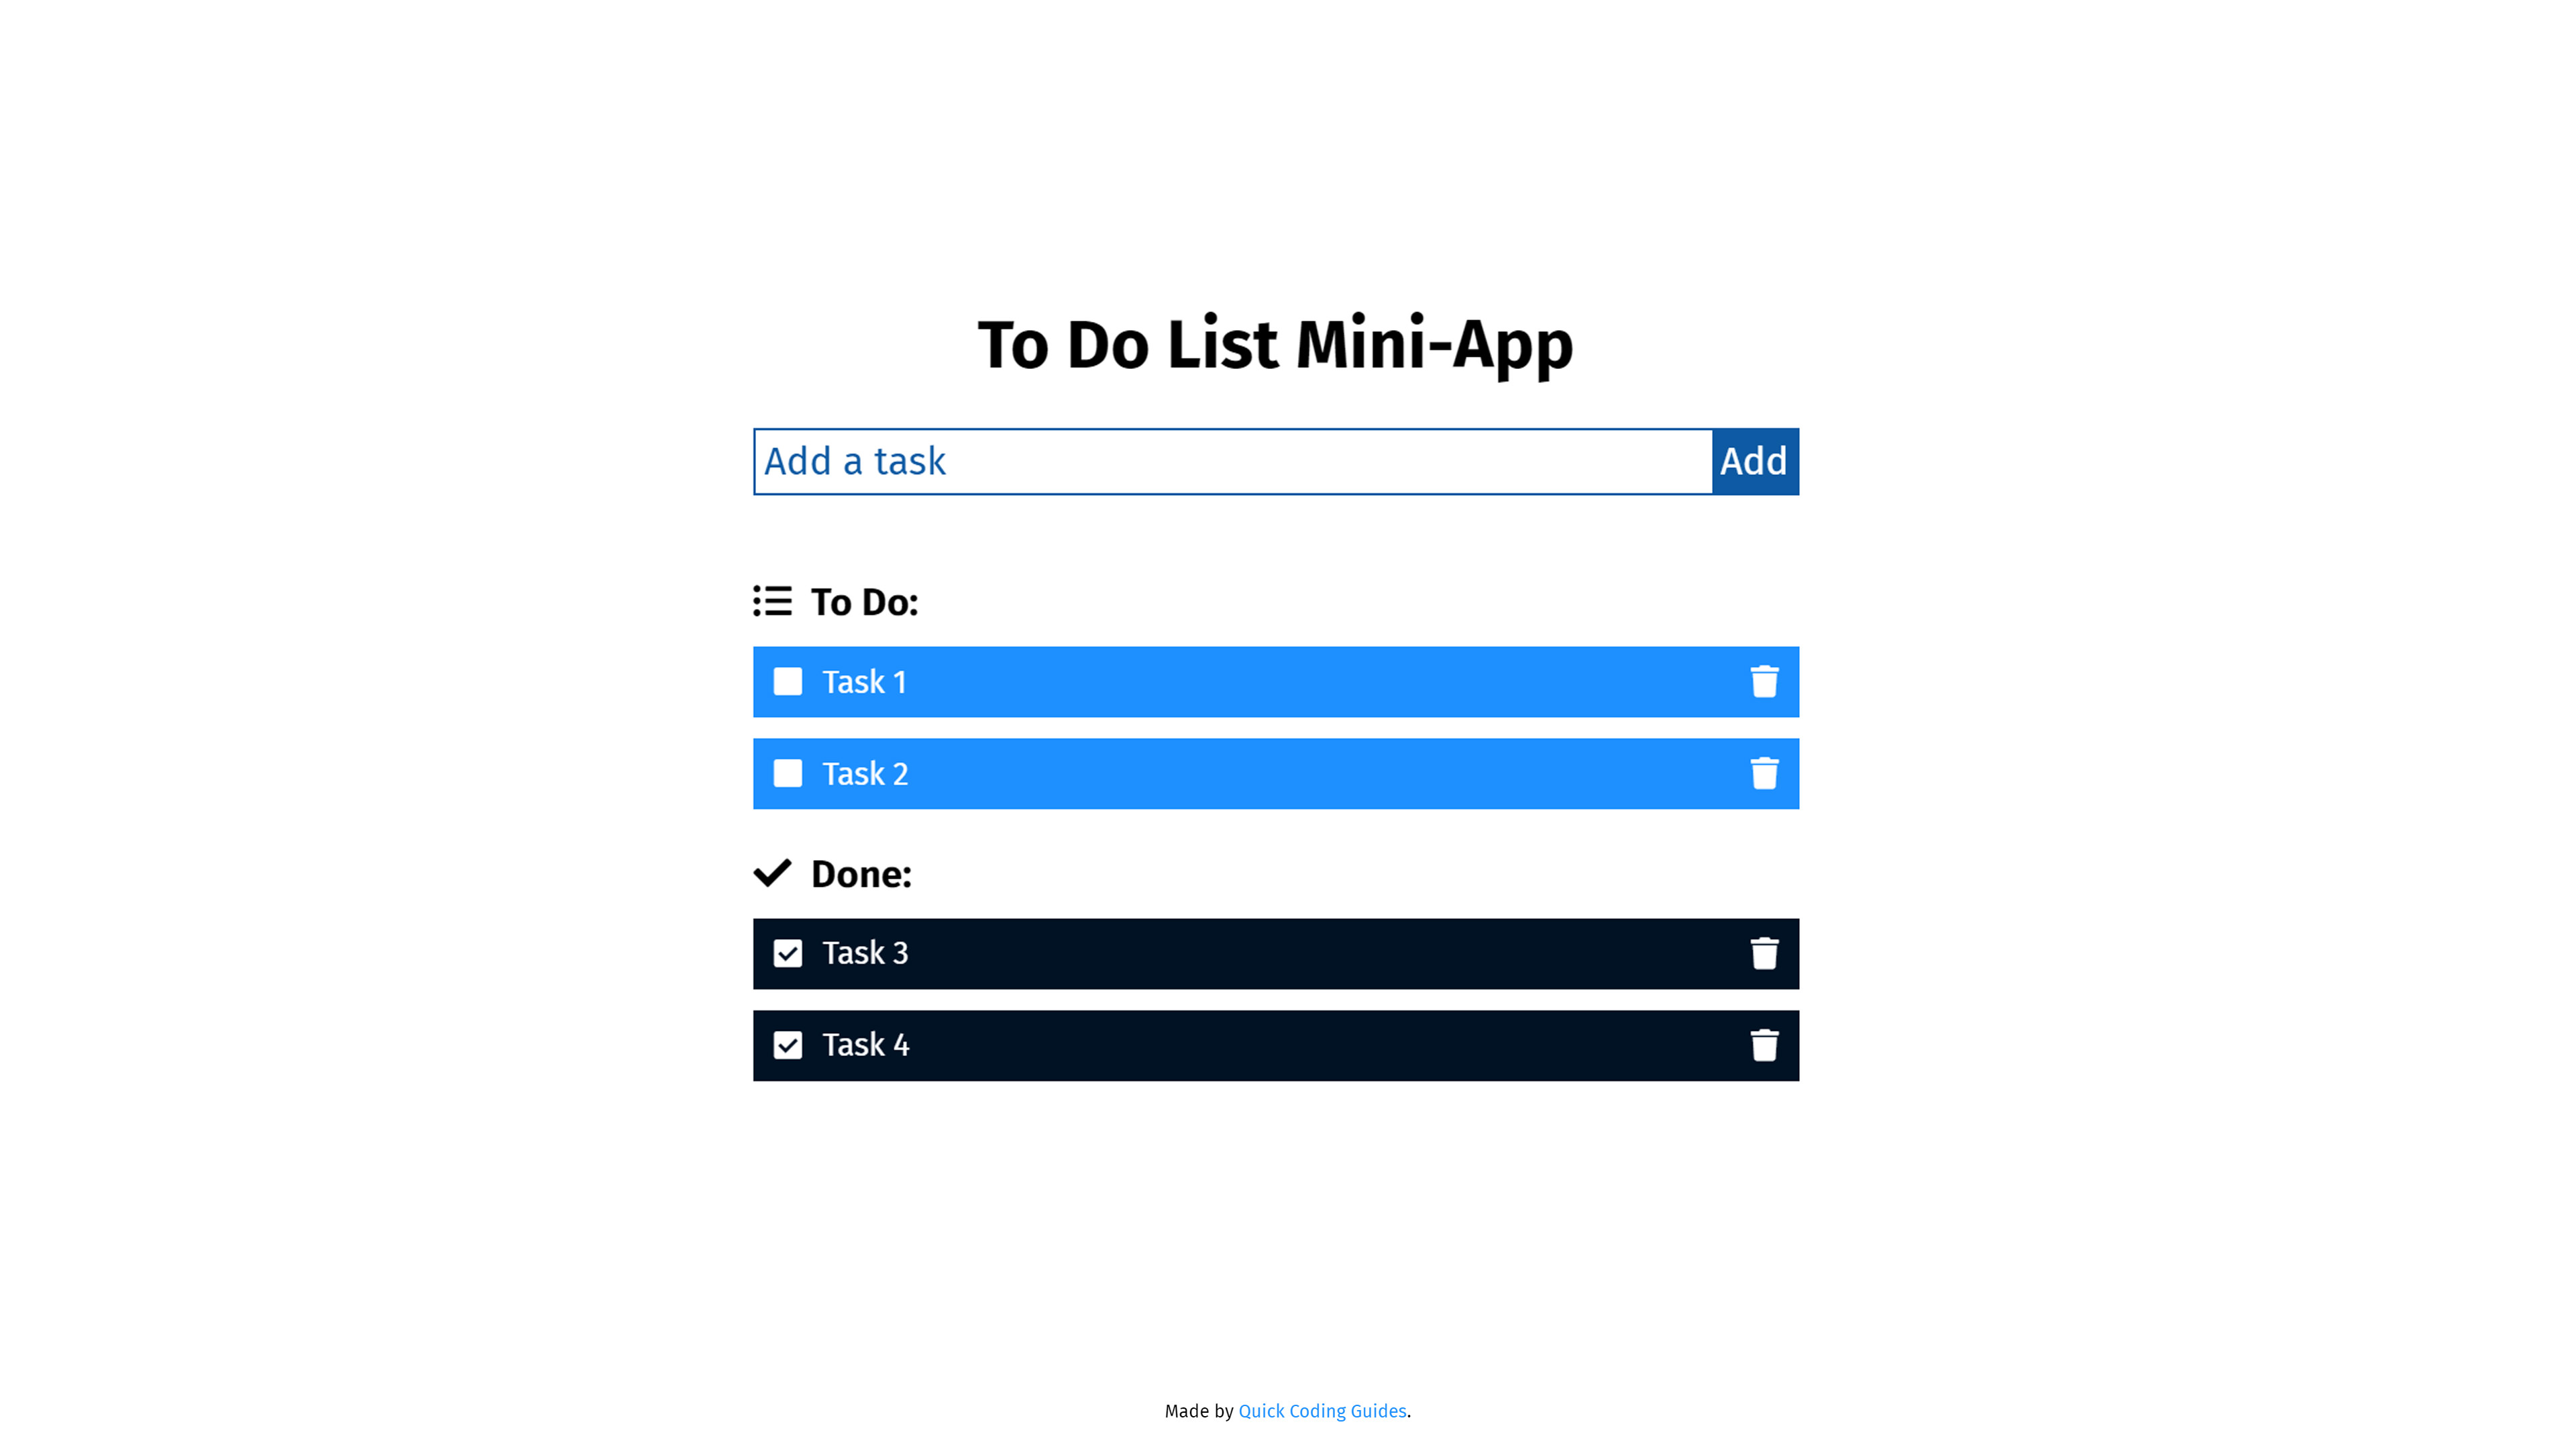 To Do List Mini-App
Add a task
Add
To Do:
Task 1
Task 2
Done:
Task 3
Task 4
Made by Quick Coding Guides.